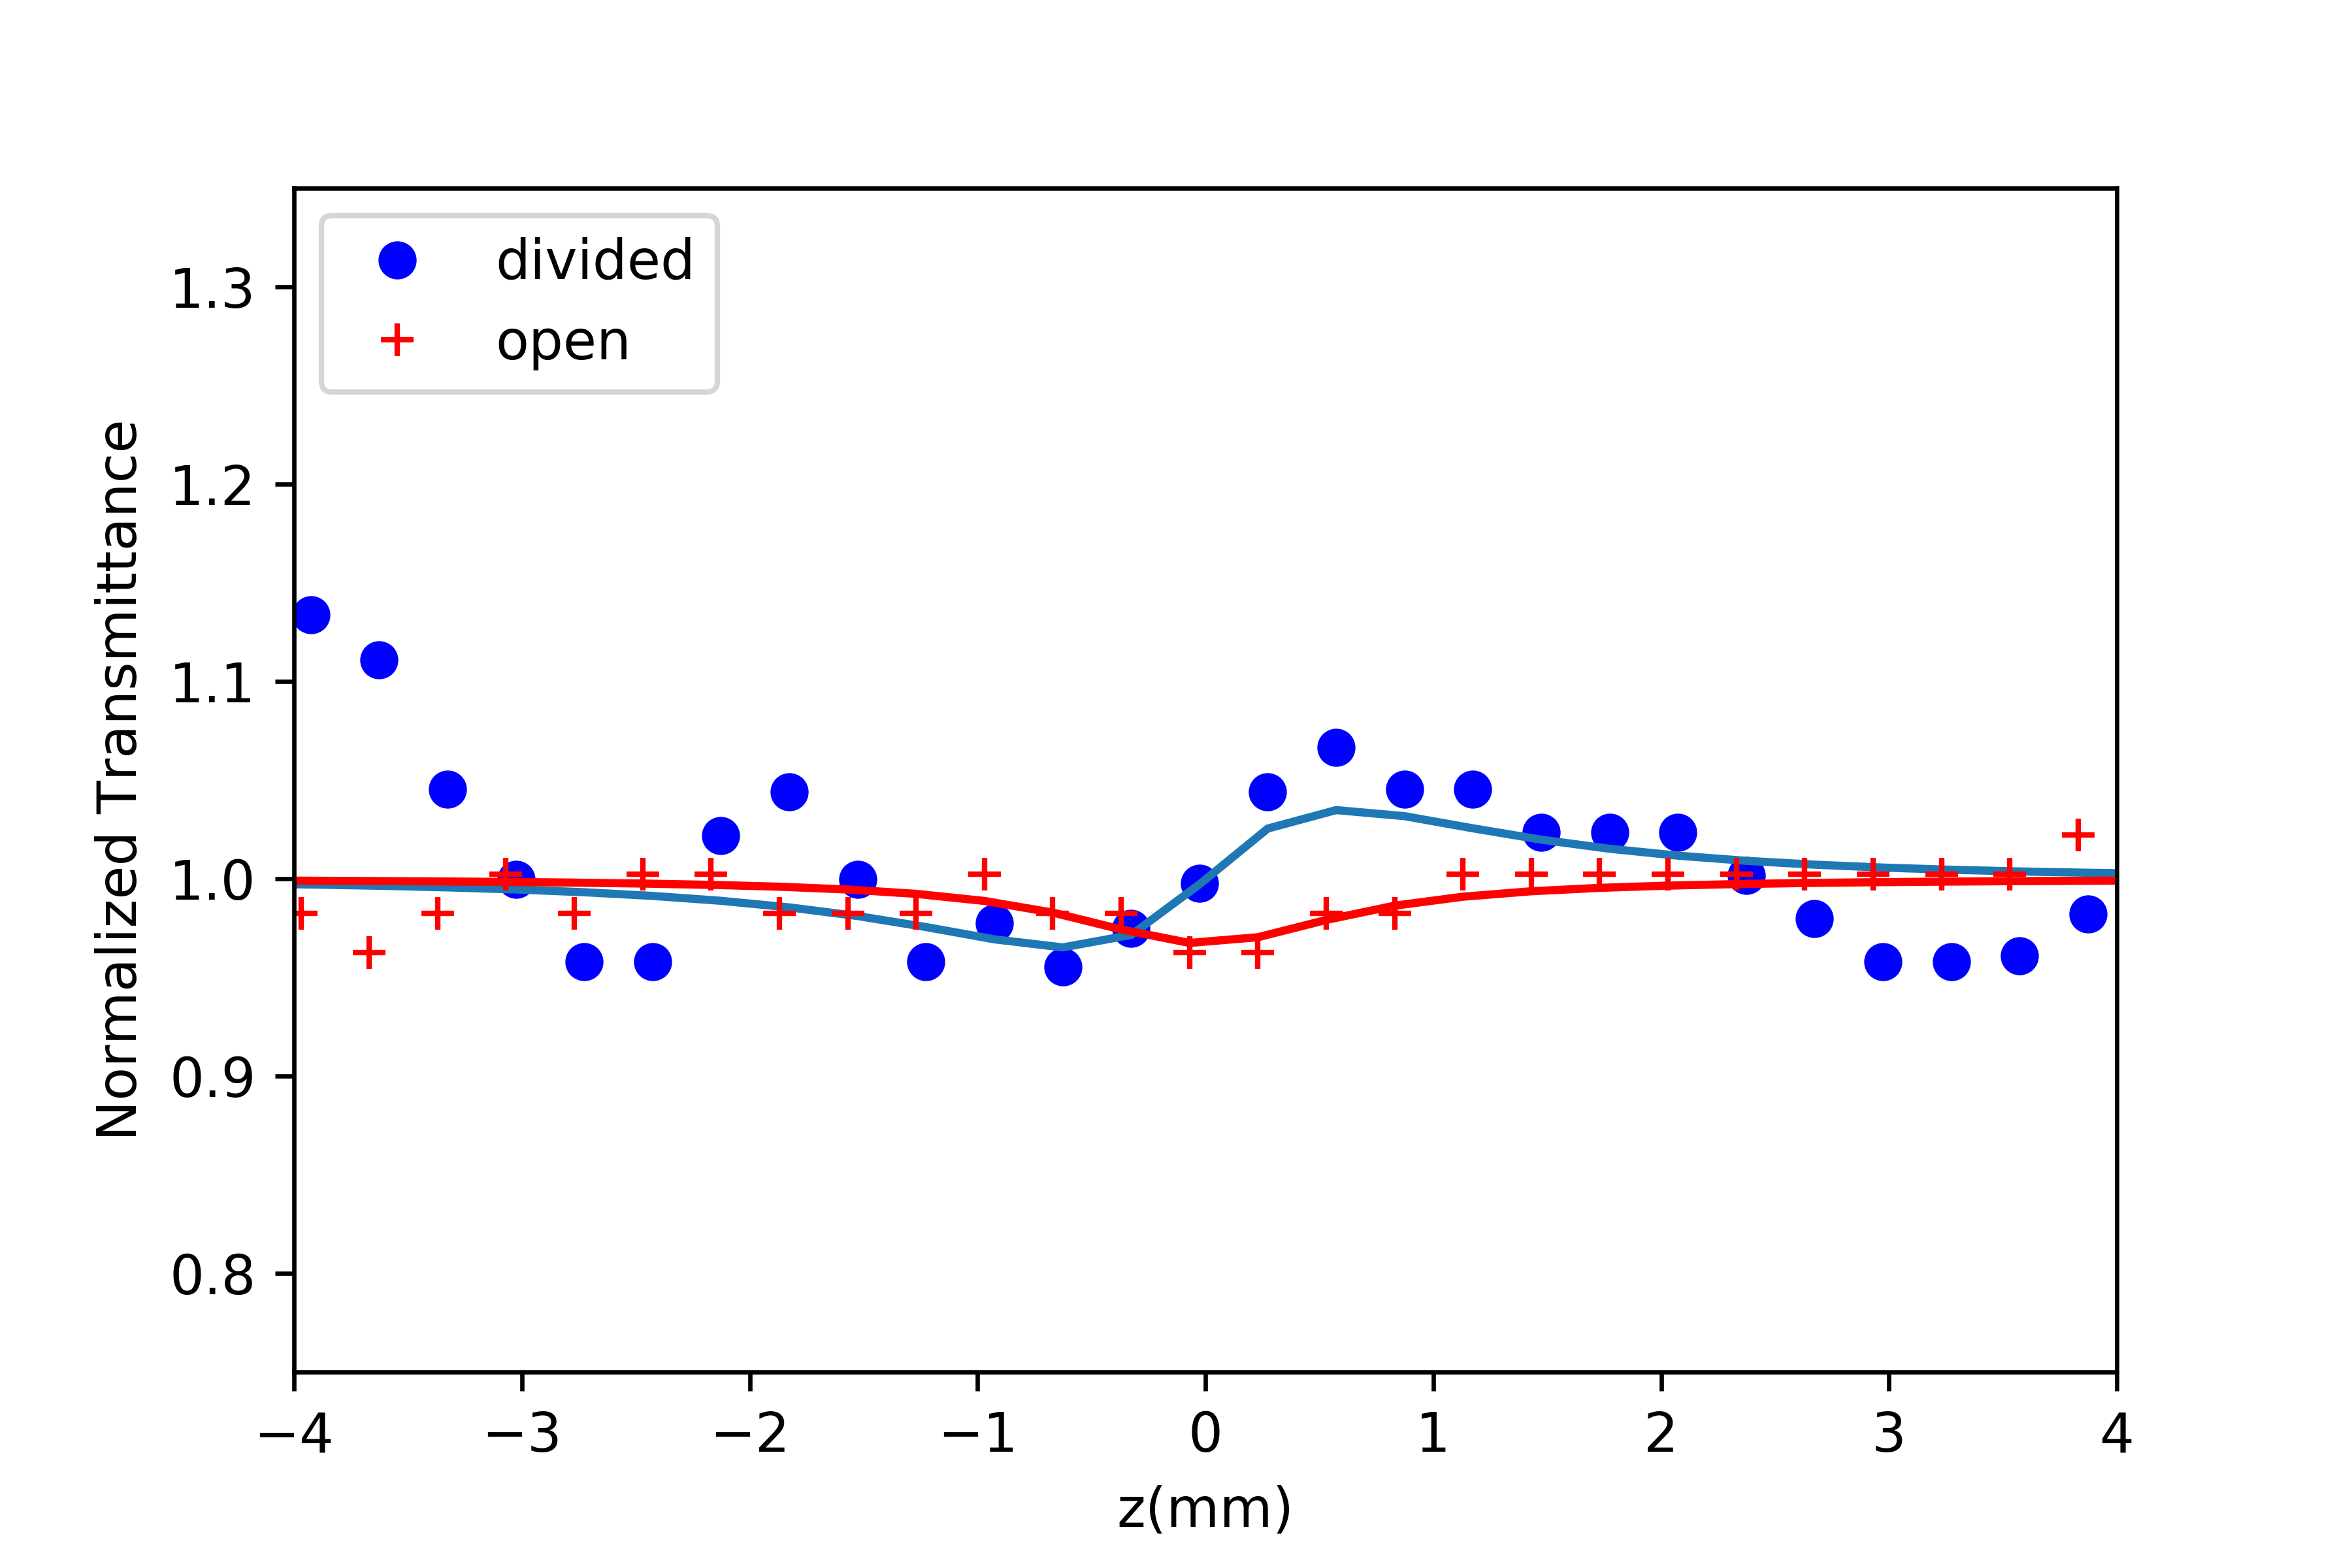 divided
open
Normalized Transmittance
1.3
1.2
1.1
1.0
0.9
0.8
−4 −3 −2 −1 0 1 2 3 4
z(mm)